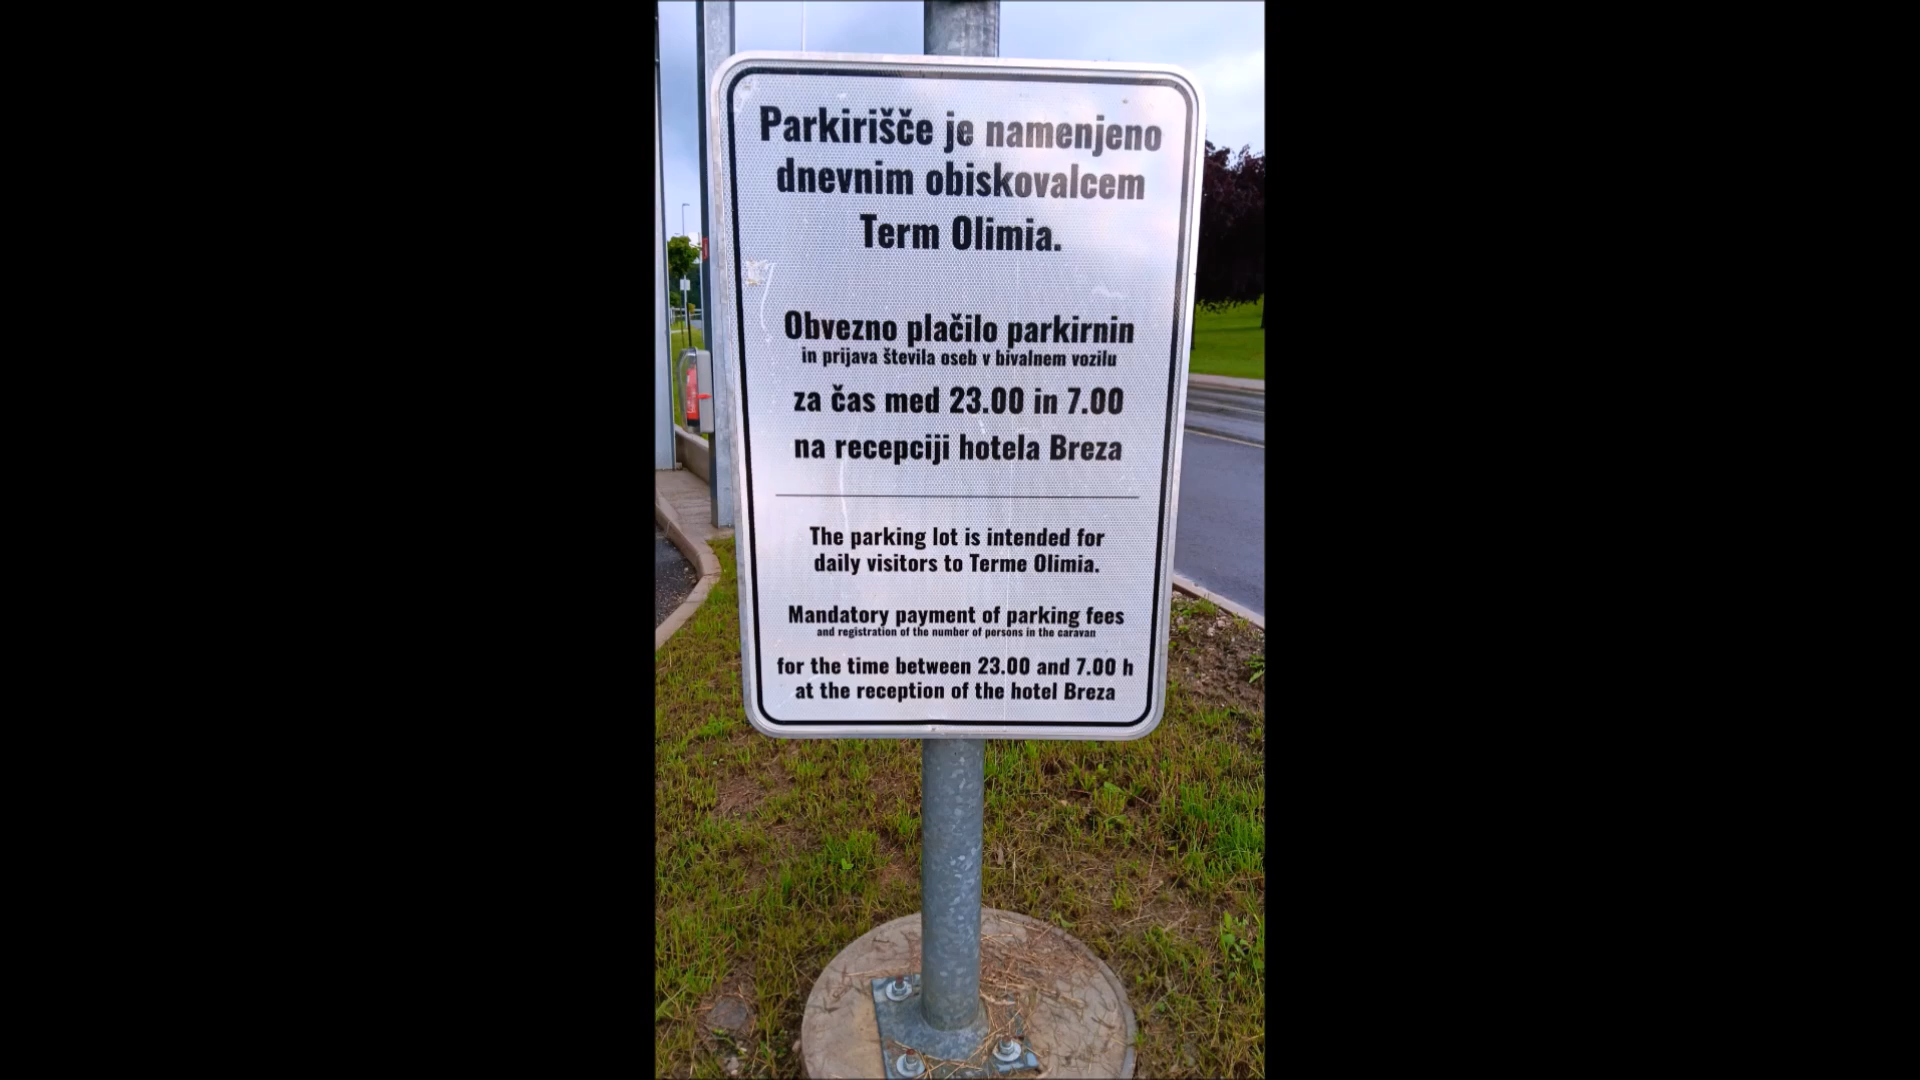 Parkirišče je namenjeno
dnevnim obiskovalcem
Term Olimia.
Obvezno plačilo parkirnin
in prijava števila oseb v bivalnem vozilu
za čas med 23.00 in 7.00
na recepciji hotela Breza
The parking lot is intended for
daily visitors to Terme Olimia.
Mandatory payment of parking fees
and registration of the number of persons in the caravan
for the time between 23.00 and 7.00 h
at the reception of the hotel Breza